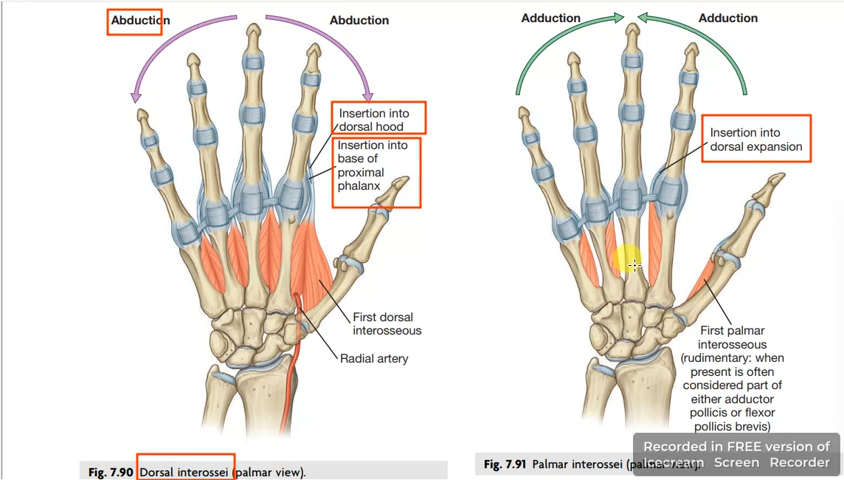 Abduction
Abduction
Insertion into
dorsal hood
Insertion into
base of
proximal
phalanx
First dorsal
interosseous
Radial artery
Fig. 7.90 Dorsal interossei (palmar view).
Adduction
Adduction
Insertion into
dorsal expansion
First palmar
interosseous
(rudimentary: when
present is often
considered part of
either adductor
pollicis or flexor
pollicis brevis)
Fig. 7.91 Palmar interossei (palmar view).
Recorded in FREE version of
Icecream Screen Recorder